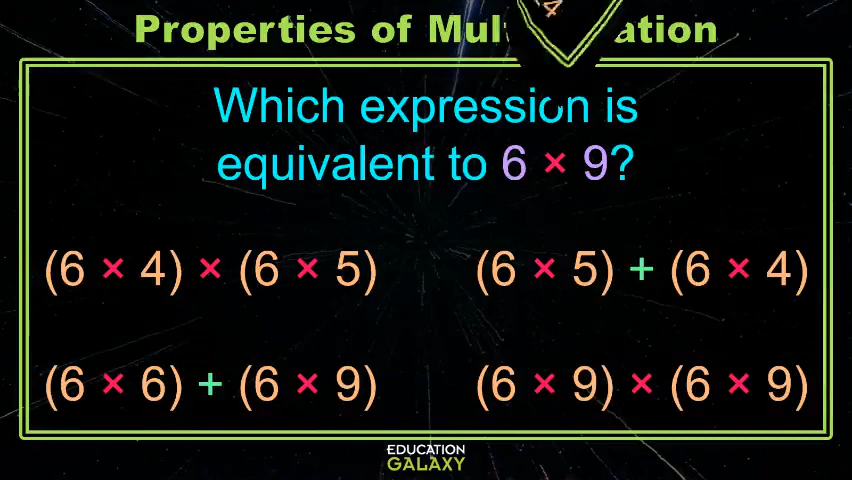 Properties of Mul ation
4
Which expression is
equivalent to 6 × 9?
(6 × 4) × (6 × 5)
(6 × 5) + (6 × 4)
(6 × 6) + (6 × 9)
(6 × 9) × (6 × 9)
EDUCATION
GALAXY